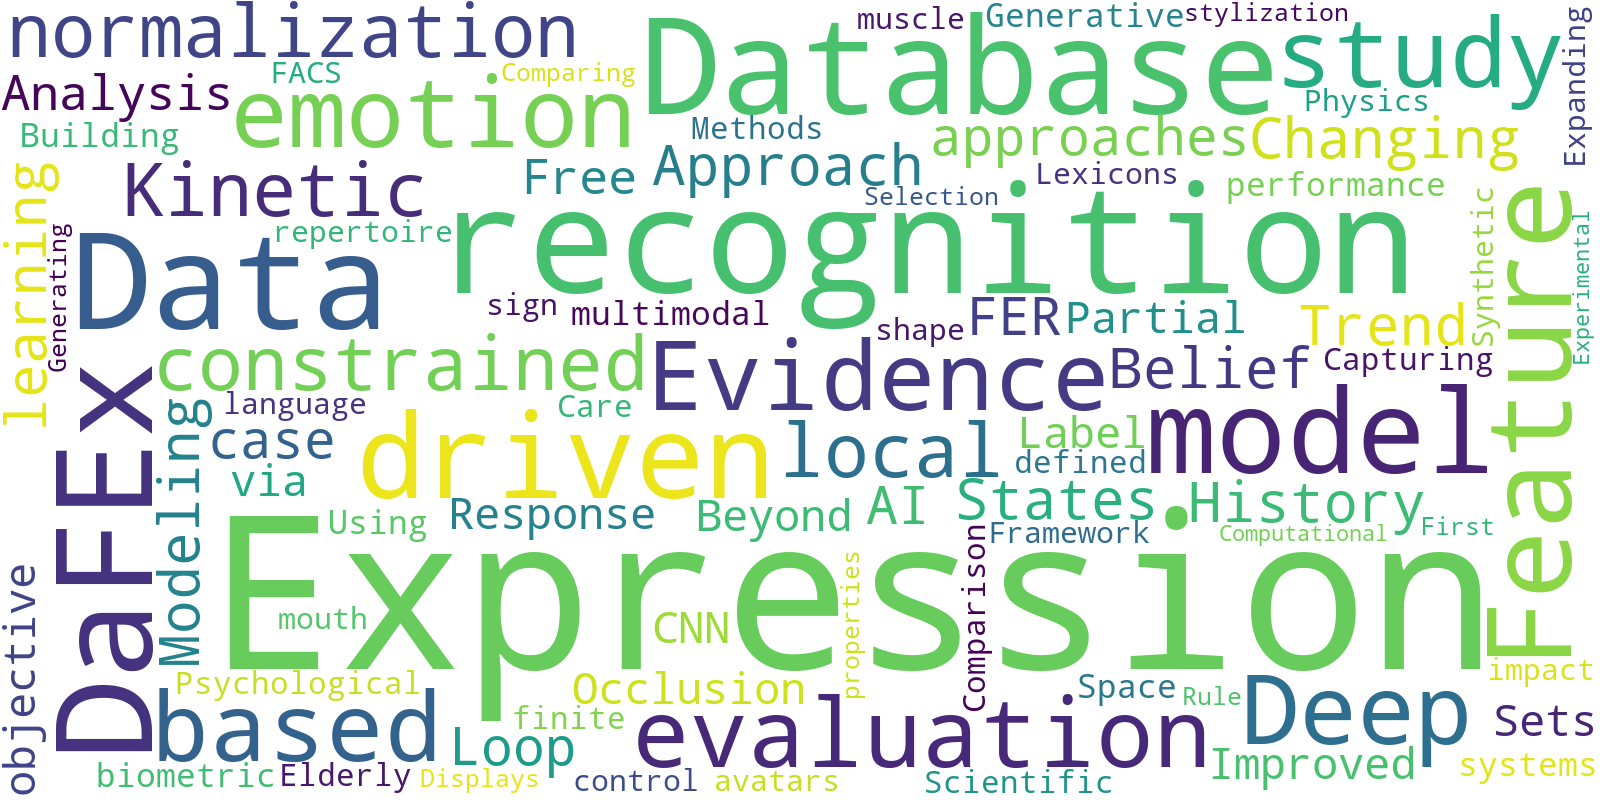 normalization
Database
muscle
Generative
stylization
study
Expanding
Analysis
FACS
Comparing
emotion
Physics
Building
Methods
approaches
Changing
Kinetic
Free
Approach
Lexicons
performance
Selection
learning
Generating
repertoire
recognition
Feature
Synthetic
Experimental
Data
sign
multimodal
shape
FER
Partial
Trend
constrained
Evidence
Belief
Capturing
DaFEx
Modeling
language
case
Care
driven
local
Label
defined
model
via
Using
Response
Beyond
AI
States
History
Framework
Computational
First
Expression
objective
mouth
CNN
properties
Comparison
Psychological
Occlusion
Space
Rule
impact
based
finite
Loop
evaluation
Deep
Sets
biometric
Elderly
Displays
control
avatars
Scientific
Improved
systems